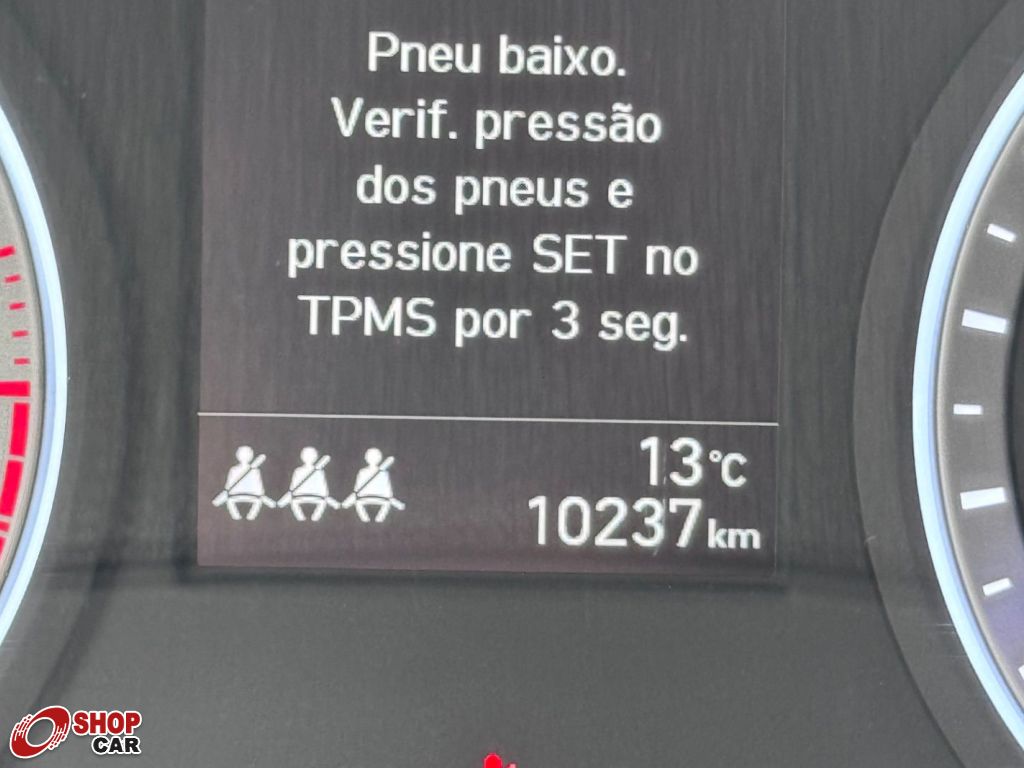 Pneu baixo.
Verif. pressão
dos pneus e
pressione SET no
TPMS por 3 seg.
13°C
10237km
SHOP
CAR